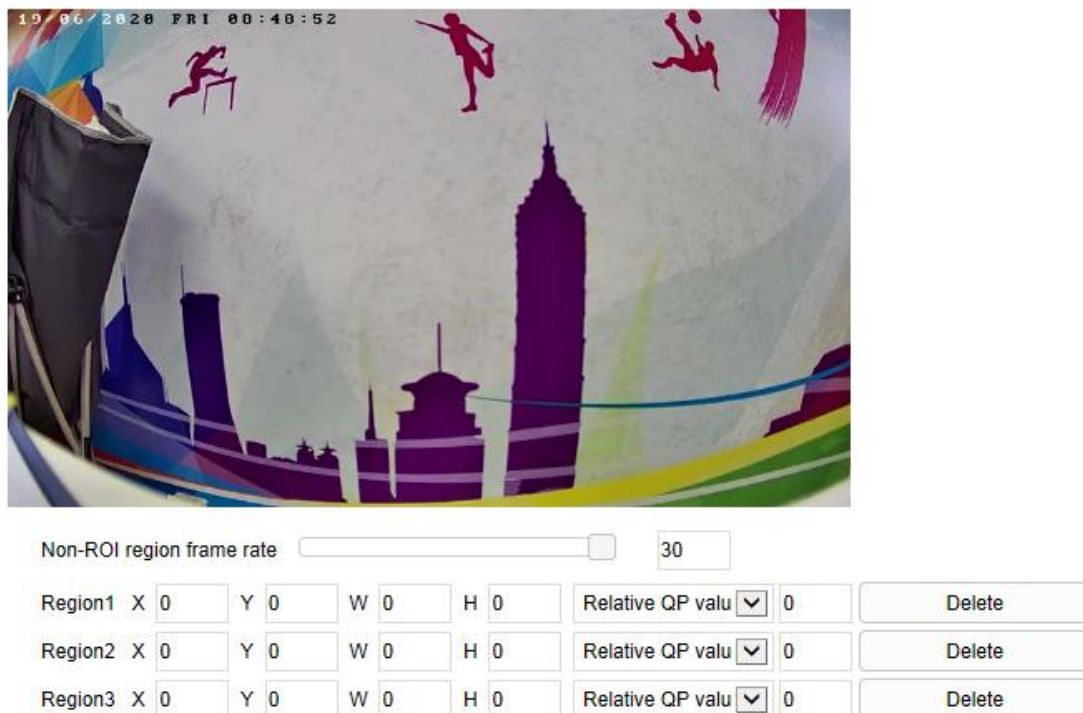 19/06/2020 FRI 08:48:52
Non-ROI region frame rate 30
Region1 X 0 Y 0 W 0 H 0 Relative QP valu 0 Delete
Region2 X 0 Y 0 W 0 H 0 Relative QP valu 0 Delete
Region3 X 0 Y 0 W 0 H 0 Relative QP valu 0 Delete